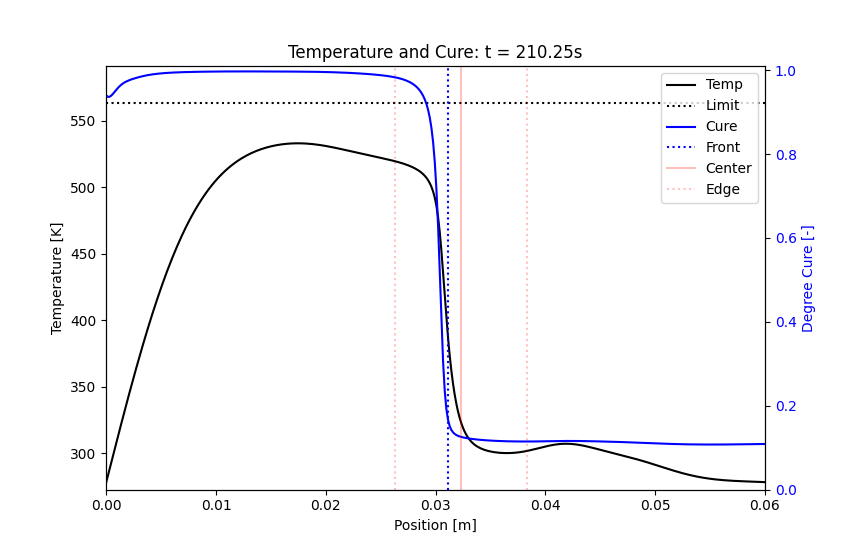 Temperature and Cure: t = 210.25s
Temperature [K]
550
500
450
400
350
300
Temp
Limit
Cure
Front
Center
Edge
1.0
0.8
0.6
0.4
0.2
0.0
Degree Cure [-]
0.00
0.01
0.02
0.03
0.04
0.05
0.06
Position [m]